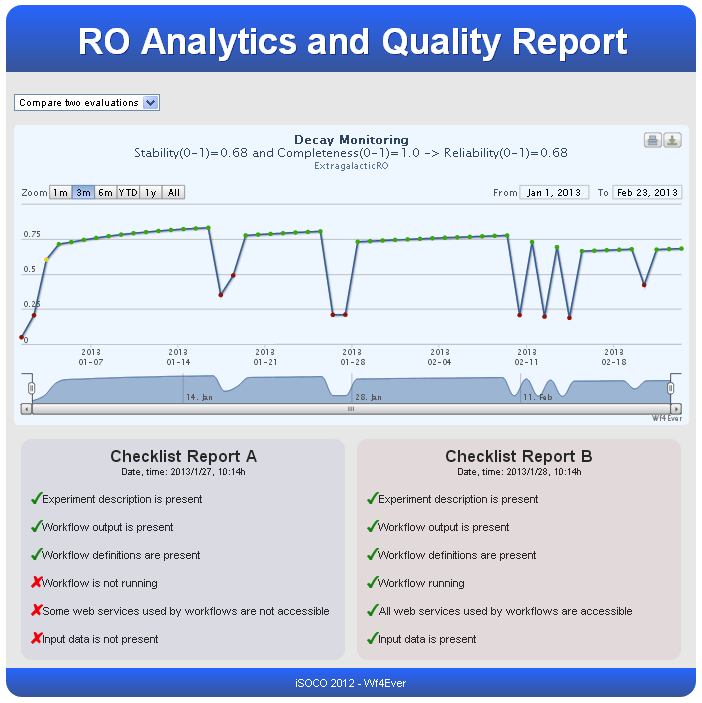 RO Analytics and Quality Report
Compare two evaluations
Decay Monitoring
Stability(0-1)=0.68 and Completeness(0-1)=1.0 -> Reliability(0-1)=0.68
ExtragalacticRO
Zoom 1m 3m 6m YTD 1y All From Jan 1, 2013 To Feb 23, 2013
0.75
0.5
0.25
0
2013 2013 2013 2013 2013 2013 2013
01-07 01-14 01-21 01-28 02-04 02-11 02-18
14. Jan 28. Jan 11. Feb
Wf4Ever
Checklist Report A
Date, time: 2013/1/27, 10:14h
Experiment description is present
Workflow output is present
Workflow definitions are present
Workflow is not running
Some web services used by workflows are not accessible
Input data is not present
Checklist Report B
Date, time: 2013/1/28, 10:14h
Experiment description is present
Workflow output is present
Workflow definitions are present
Workflow running
All web services used by workflows are accessible
Input data is present
iSOCO 2012 - Wf4Ever